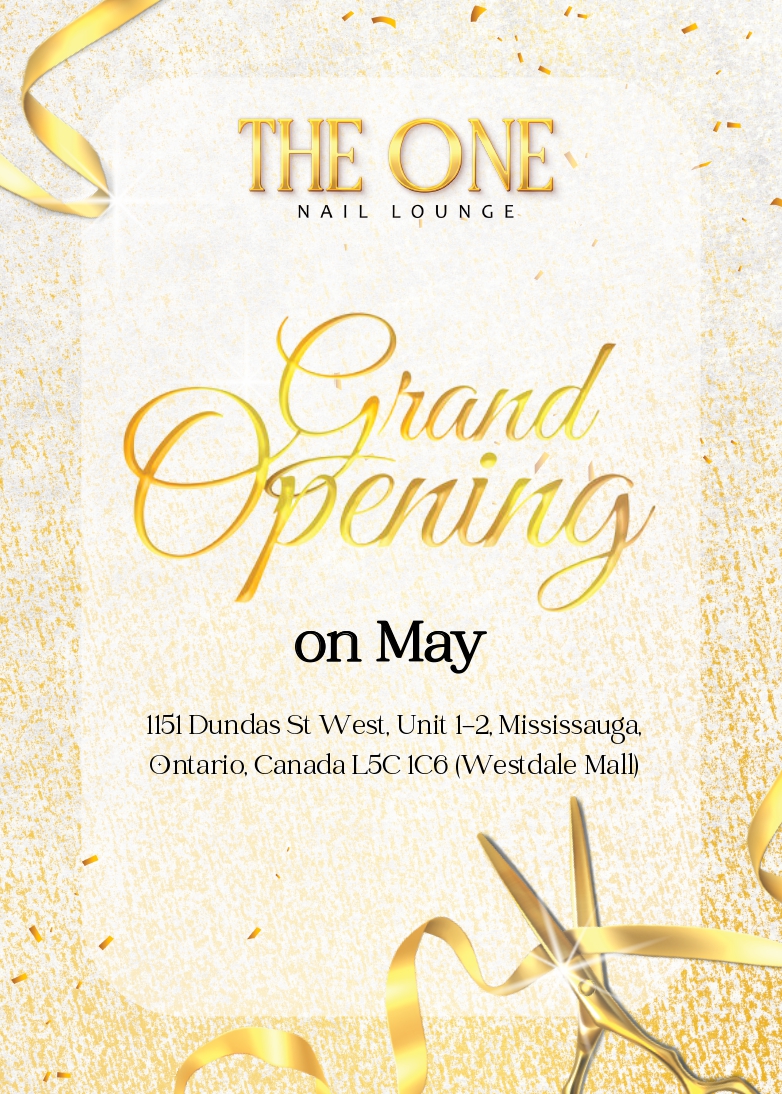 THE ONE
NAIL LOUNGE
Grand
Opening
on May
1151 Dundas St West, Unit 1-2, Mississauga,
Ontario, Canada L5C 1C6 (Westdale Mall)